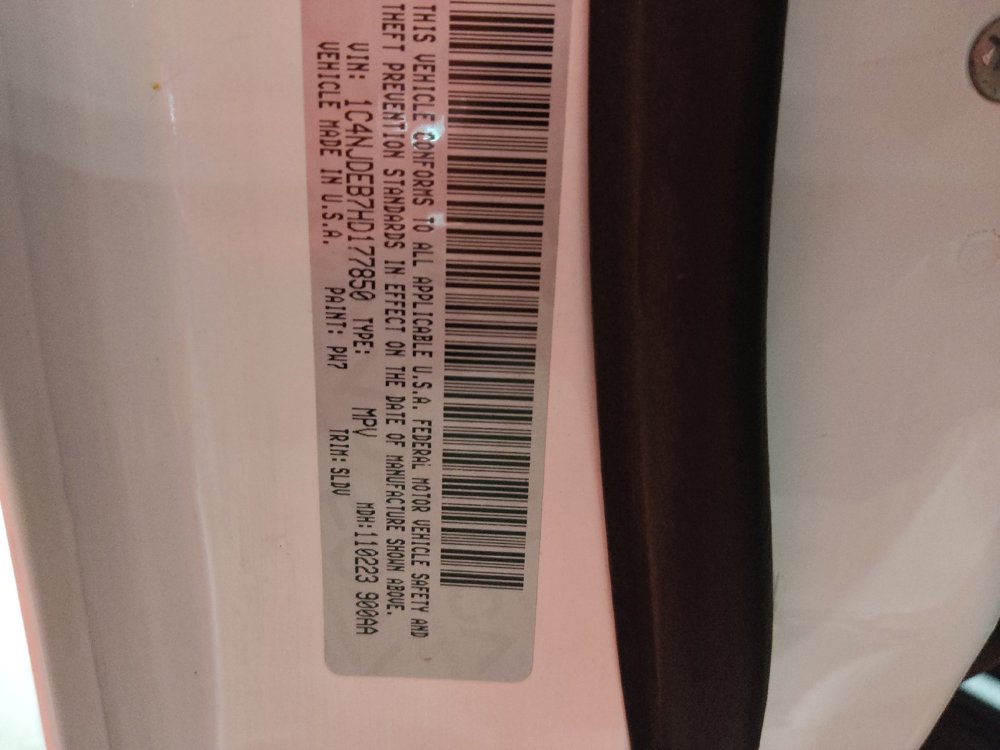 THIS VEHICLE CONFORMS TO ALL APPLICABLE U.S.A. FEDERAL MOTOR VEHICLE SAFETY AND
THEFT PREVENTION STANDARDS IN EFFECT ON THE DATE OF MANUFACTURE SHOWN ABOVE.
VIN: 1C4NJDEB7HD177850 TYPE: MPV MDH:110223 900AA
VEHICLE MADE IN U.S.A. PAINT: PW7 TRIM: SLDV